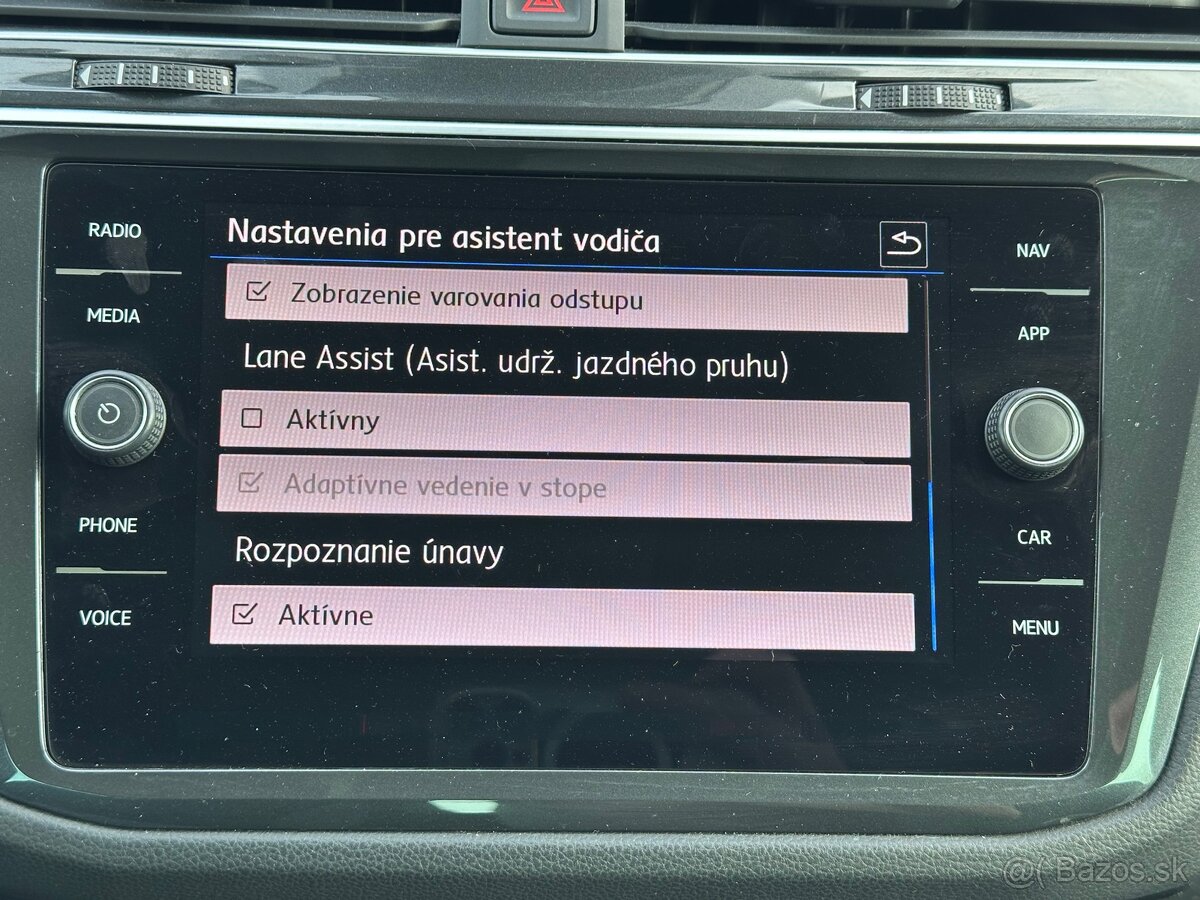 RADIO
MEDIA
PHONE
VOICE
Nastavenia pre asistent vodiča
Zobrazenie varovania odstupu
Lane Assist (Asist. udrž. jazdného pruhu)
Aktívny
Adaptívne vedenie v stope
Rozpoznanie únavy
Aktívne
NAV
APP
CAR
MENU
@( Bazos.sk